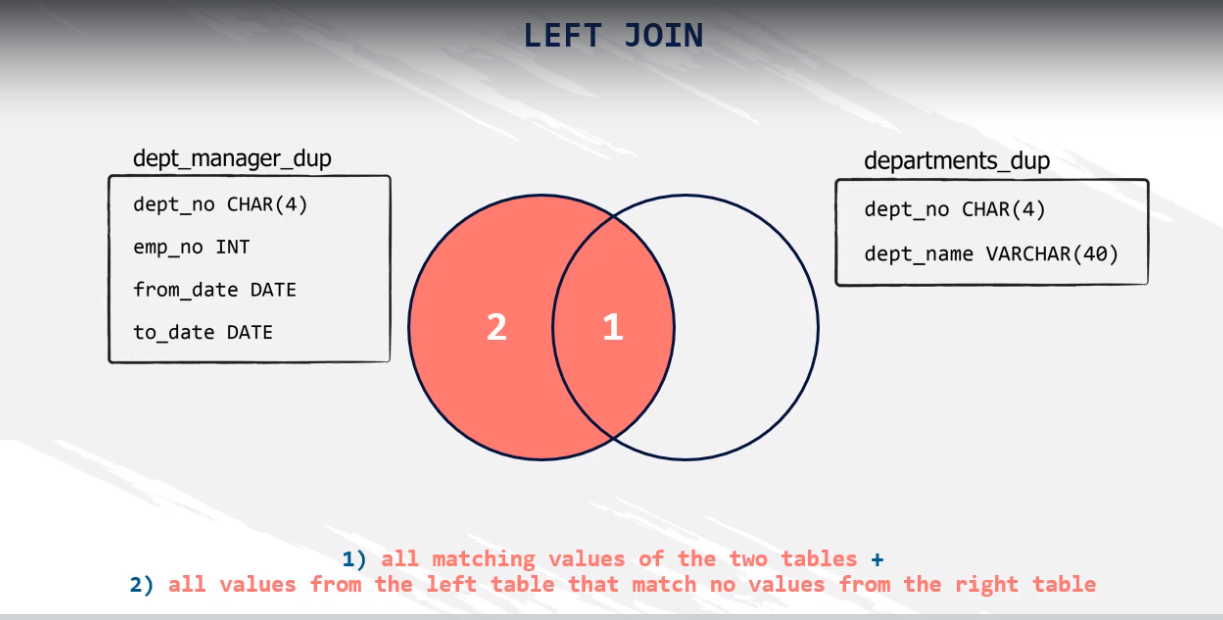 LEFT JOIN
dept_manager_dup
dept_no CHAR(4)
emp_no INT
from_date DATE
to_date DATE
departments_dup
dept_no CHAR(4)
dept_name VARCHAR(40)
2
1
1) all matching values of the two tables +
2) all values from the left table that match no values from the right table